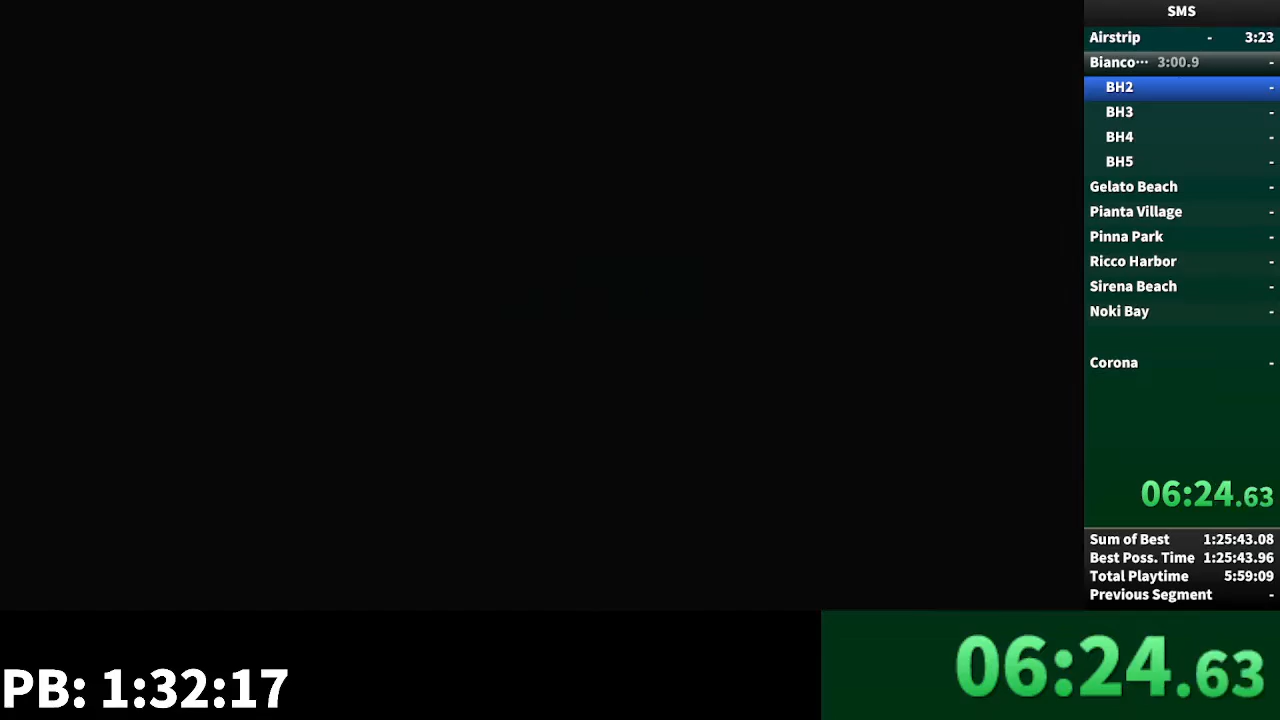 SMS
Airstrip - 3:23
Bianco··· 3:00.9 -
BH2 -
BH3 -
BH4 -
BH5 -
Gelato Beach -
Pianta Village -
Pinna Park -
Ricco Harbor -
Sirena Beach -
Noki Bay -
Corona -
06:24.63
Sum of Best 1:25:43.08
Best Poss. Time 1:25:43.96
Total Playtime 5:59:09
Previous Segment -
PB: 1:32:17
06:24.63